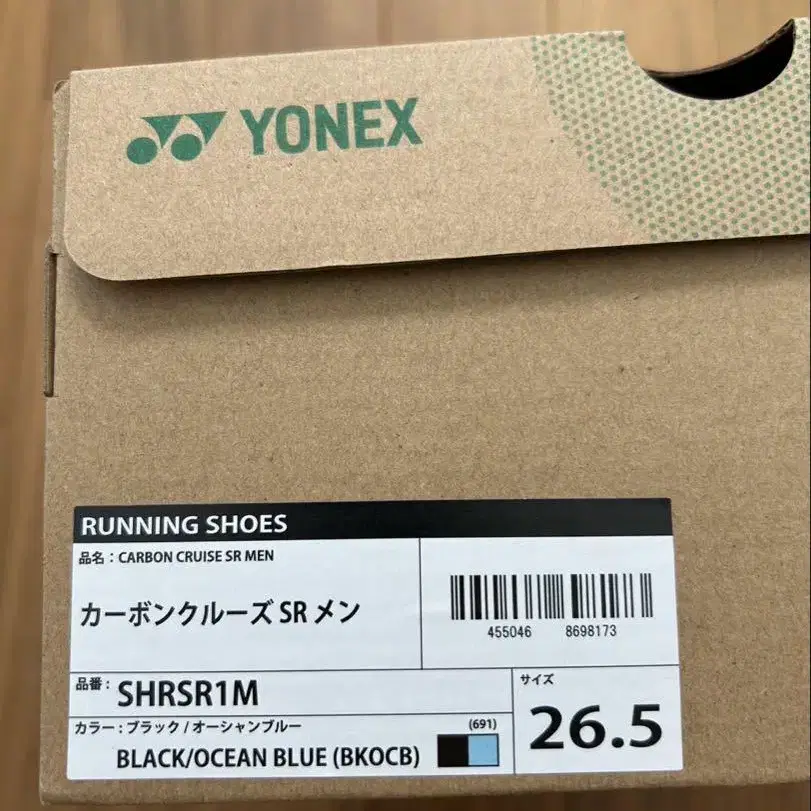 YONEX
RUNNING SHOES
品名：CARBON CRUISE SR MEN
カーボンクルーズ SR メン
455046 8698173
品番：SHRSR1M
サイズ
26.5
カラー：ブラック / オーシャンブルー
(691)
BLACK/OCEAN BLUE (BKOCB)